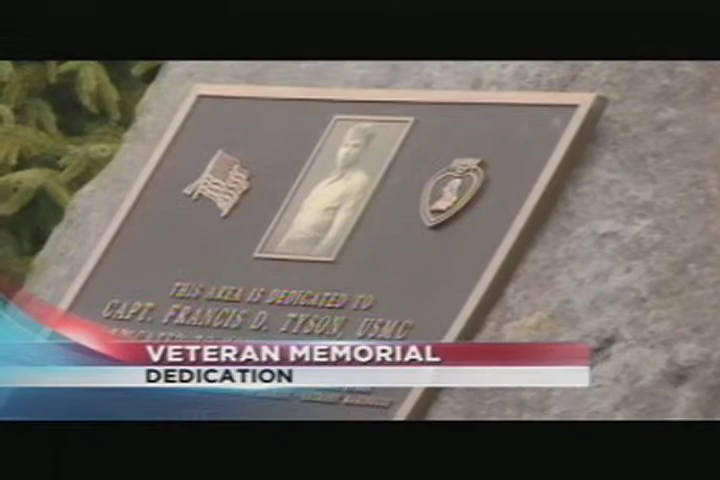 THIS AREA IS DEDICATED TO
CAPT. FRANCIS D. TYSON, USMC
VETERAN MEMORIAL
DEDICATION